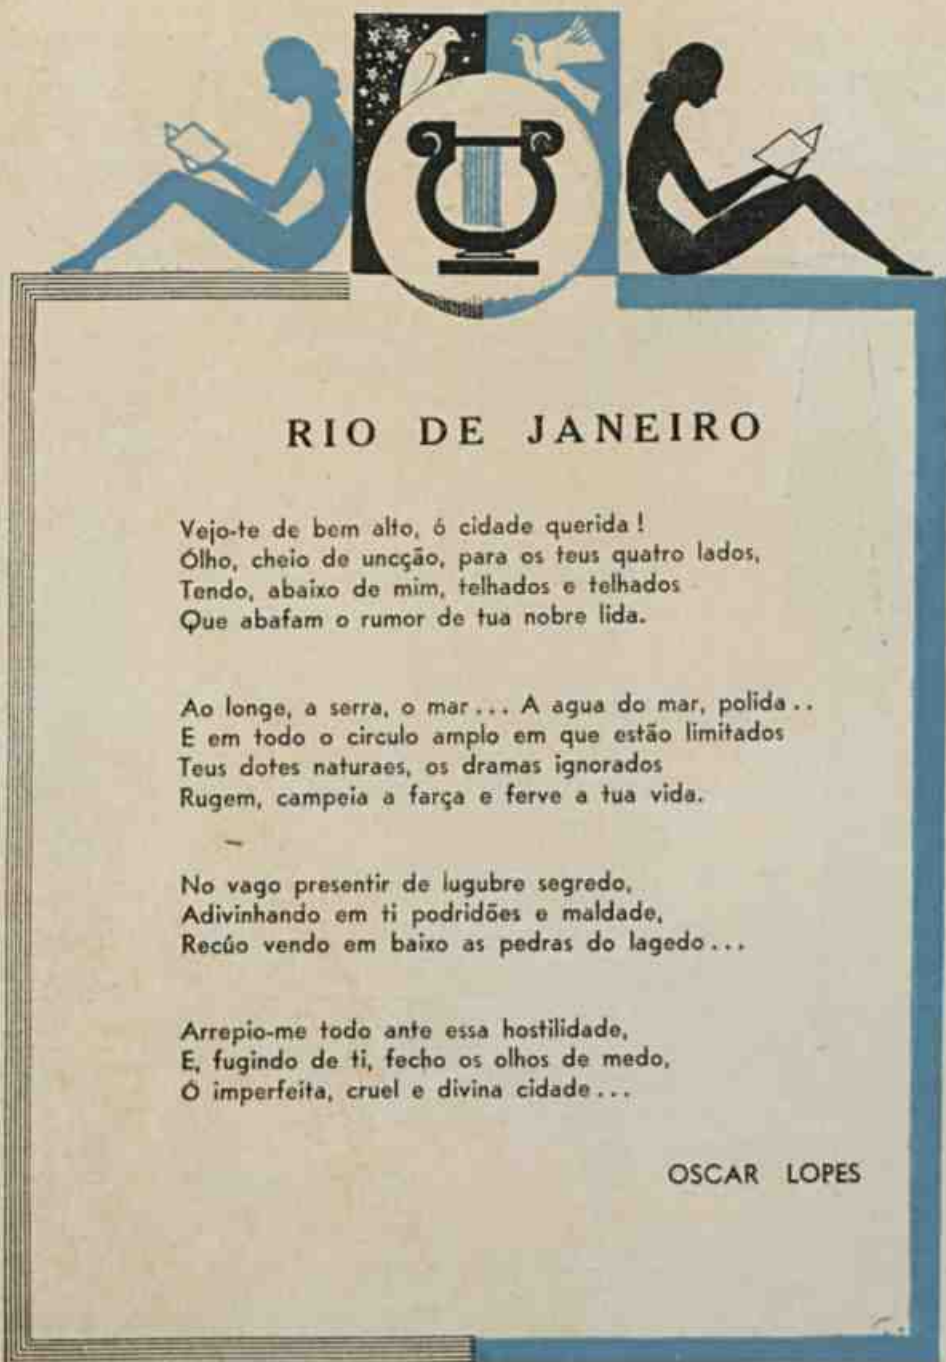 RIO DE JANEIRO
Vejo-te de bem alto, ó cidade querida !
Ólho, cheio de uncção, para os teus quatro lados,
Tendo, abaixo de mim, telhados e telhados
Que abafam o rumor de tua nobre lida.
Ao longe, a serra, o mar... A agua do mar, polida..
E em todo o circulo amplo em que estão limitados
Teus dotes naturaes, os dramas ignorados
Rugem, campeia a farça e ferve a tua vida.
No vago presentir de lugubre segredo,
Adivinhando em ti podridões e maldade,
Recúo vendo em baixo as pedras do lagedo...
Arrepio-me todo ante essa hostilidade,
E, fugindo de ti, fecho os olhos de medo,
Ó imperfeita, cruel e divina cidade...
OSCAR LOPES